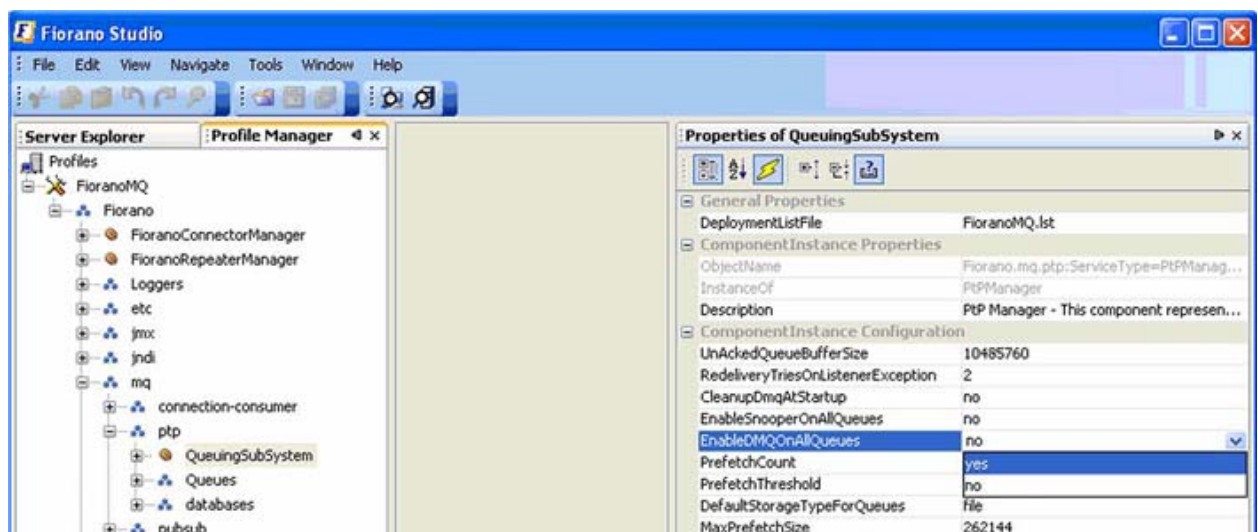 Fiorano Studio
File Edit View Navigate Tools Window Help
Server Explorer
Profile Manager
Profiles
FioranoMQ
Fiorano
FioranoConnectorManager
FioranoRepeaterManager
Loggers
etc
jmx
jndi
mq
connection-consumer
ptp
QueuingSubSystem
Queues
databases
pubsub
Properties of QueuingSubSystem
General Properties
DeploymentListFile FioranoMQ.lst
ComponentInstance Properties
ObjectName Fiorano.mq.ptp:ServiceType=PtPManag...
InstanceOf PtPManager
Description PtP Manager - This component represen...
ComponentInstance Configuration
UnAckedQueueBufferSize 10485760
RedeliveryTriesOnListenerException 2
CleanupDmqAtStartup no
EnableSnooperOnAllQueues no
EnableDMQOnAllQueues no
PrefetchCount yes
PrefetchThreshold no
DefaultStorageTypeForQueues file
MaxPrefetchSize 262144